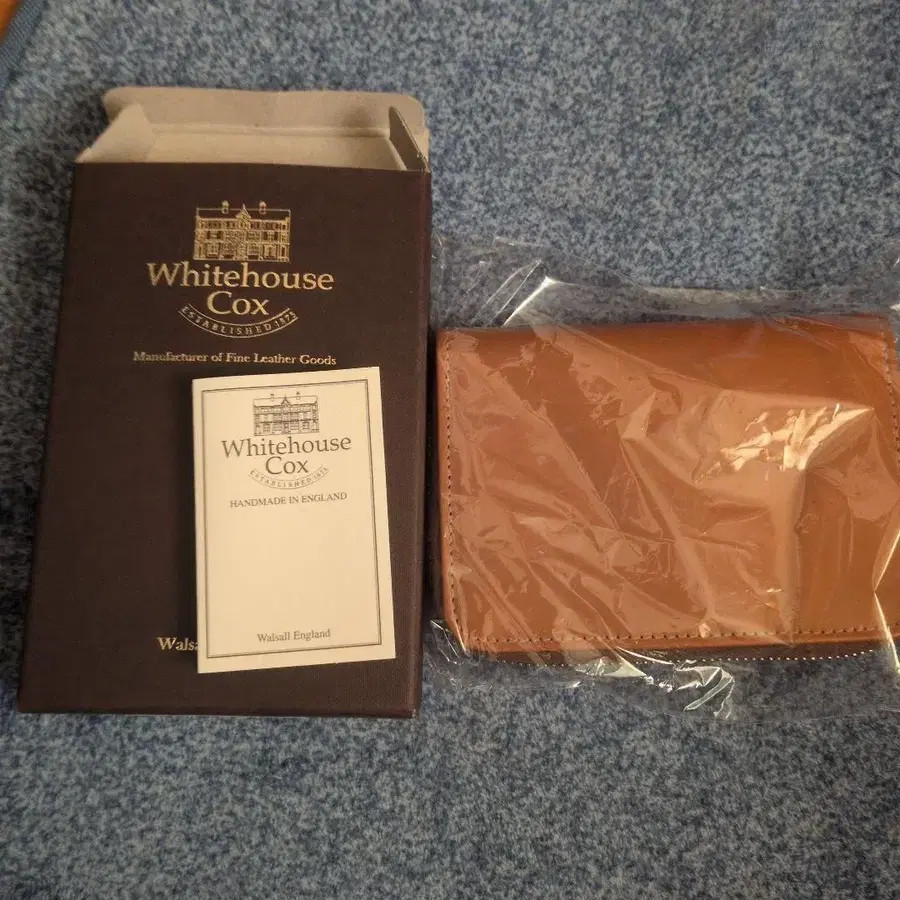 Whitehouse
Cox
ESTABLISHED 1875
Manufacturer of Fine Leather Goods
Whitehouse
Cox
ESTABLISHED 1875
HANDMADE IN ENGLAND
Walsall England